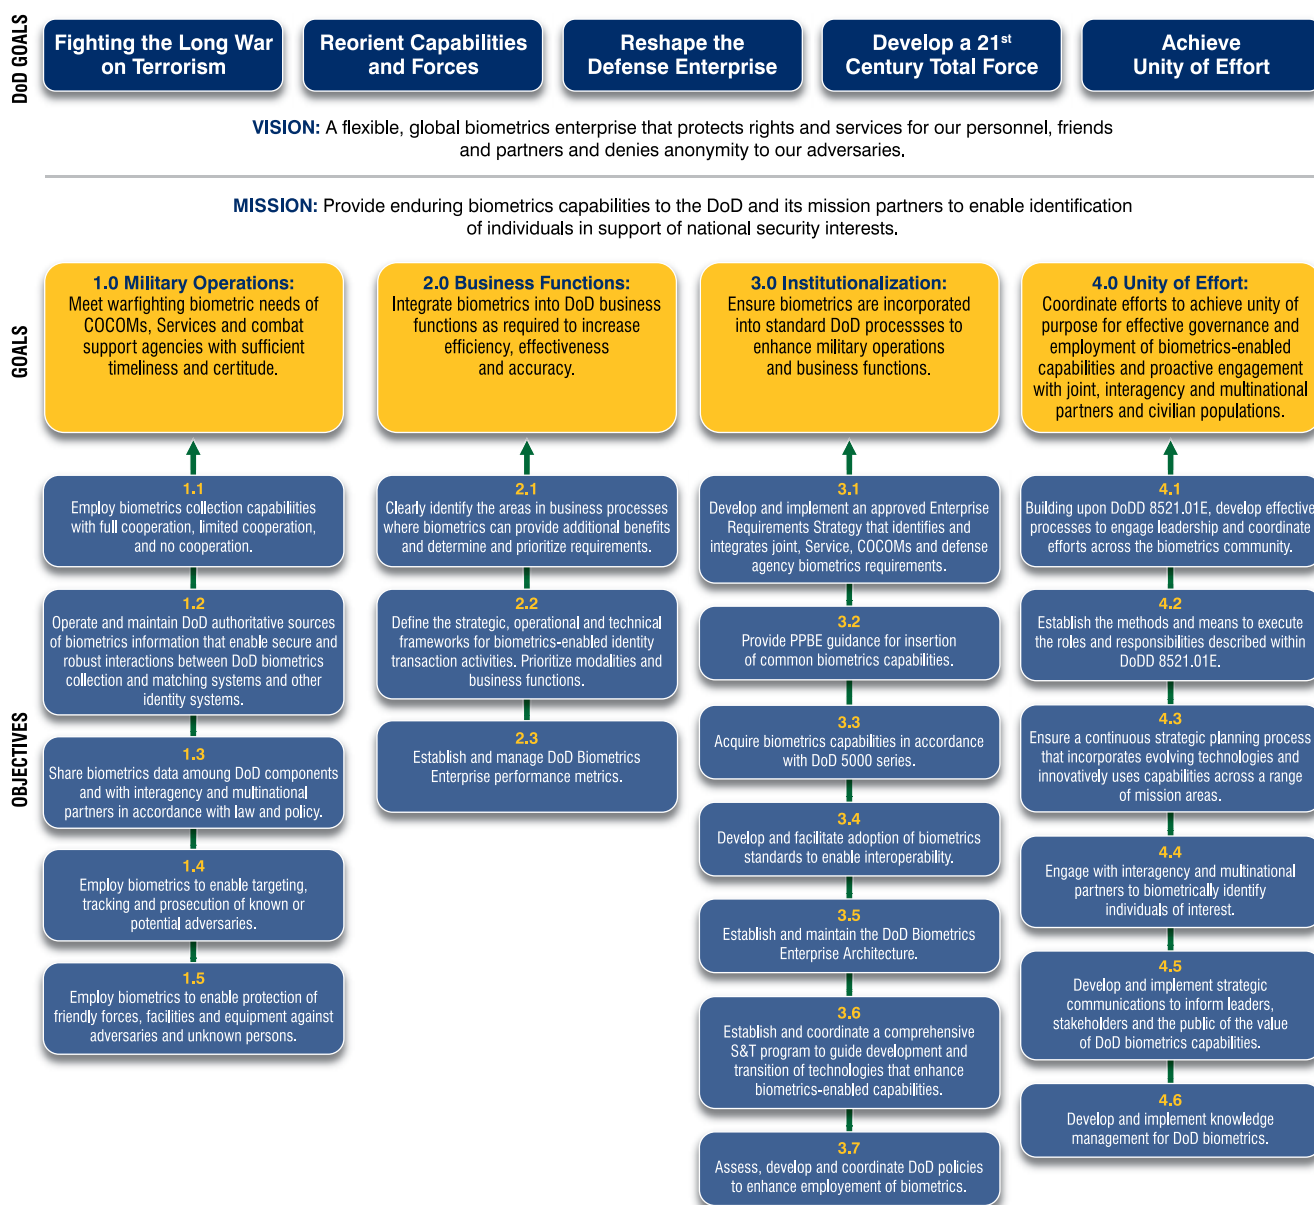 DoD GOALS
Fighting the Long War
on Terrorism
Reorient Capabilities
and Forces
Reshape the
Defense Enterprise
Develop a 21st
Century Total Force
Achieve
Unity of Effort
VISION: A flexible, global biometrics enterprise that protects rights and services for our personnel, friends
and partners and denies anonymity to our adversaries.
MISSION: Provide enduring biometrics capabilities to the DoD and its mission partners to enable identification
of individuals in support of national security interests.
GOALS
1.0 Military Operations:
Meet warfighting biometric needs of
COCOMs, Services and combat
support agencies with sufficient
timeliness and certitude.
2.0 Business Functions:
Integrate biometrics into DoD business
functions as required to increase
efficiency, effectiveness
and accuracy.
3.0 Institutionalization:
Ensure biometrics are incorporated
into standard DoD processses to
enhance military operations
and business functions.
4.0 Unity of Effort:
Coordinate efforts to achieve unity of
purpose for effective governance and
employment of biometrics-enabled
capabilities and proactive engagement
with joint, interagency and multinational
partners and civilian populations.
OBJECTIVES
1.1
Employ biometrics collection capabiliities
with full cooperation, limited cooperation,
and no cooperation.
1.2
Operate and maintain DoD authoritative sources
of biometrics information that enable secure and
robust interactions between DoD biometrics
collection and matching systems and other
identity systems.
1.3
Share biometrics data among DoD components
and with interagency and multinational
partners in accordance with law and policy.
1.4
Employ biometrics to enable targeting,
tracking and prosecution of known or
potential adversaries.
1.5
Employ biometrics to enable protection of
friendly forces, facilities and equipment against
adversaries and unknown persons.
2.1
Clearly identify the areas in business processes
where biometrics can provide additional benefits
and determine and prioritize requirements.
2.2
Define the strategic, operational and technical
frameworks for biometrics-enabled identity
transaction activities. Prioritize modalities and
business functions.
2.3
Establish and manage DoD Biometrics
Enterprise performance metrics.
3.1
Develop and implement an approved Enterprise
Requirements Strategy that identifies and
integrates joint, Service, COCOMs and defense
agency biometrics requirements.
3.2
Provide PPBE guidance for insertion
of common biometrics capabilities.
3.3
Acquire biometrics capabilities in accordance
with DoD 5000 series.
3.4
Develop and facilitate adoption of biometrics
standards to enable interoperability.
3.5
Establish and maintain the DoD Biometrics
Enterprise Architecture.
3.6
Establish and coordinate a comprehensive
S&T program to guide development and
transition of technologies that enhance
biometrics-enabled capabilities.
3.7
Assess, develop and coordinate DoD policies
to enhance employement of biometrics.
4.1
Building upon DoDD 8521.01E, develop effective
processes to engage leadership and coordinate
efforts across the biometrics community.
4.2
Establish the methods and means to execute
the roles and responsibilities described within
DoDD 8521.01E.
4.3
Ensure a continuous strategic planning process
that incorporates evolving technologies and
innovatively uses capabilities across a range
of mission areas.
4.4
Engage with interagency and multinational
partners to biometrically identify
individuals of interest.
4.5
Develop and implement strategic
communications to inform leaders,
stakeholders and the public of the value
of DoD biometrics capabilities.
4.6
Develop and implement knowledge
management for DoD biometrics.